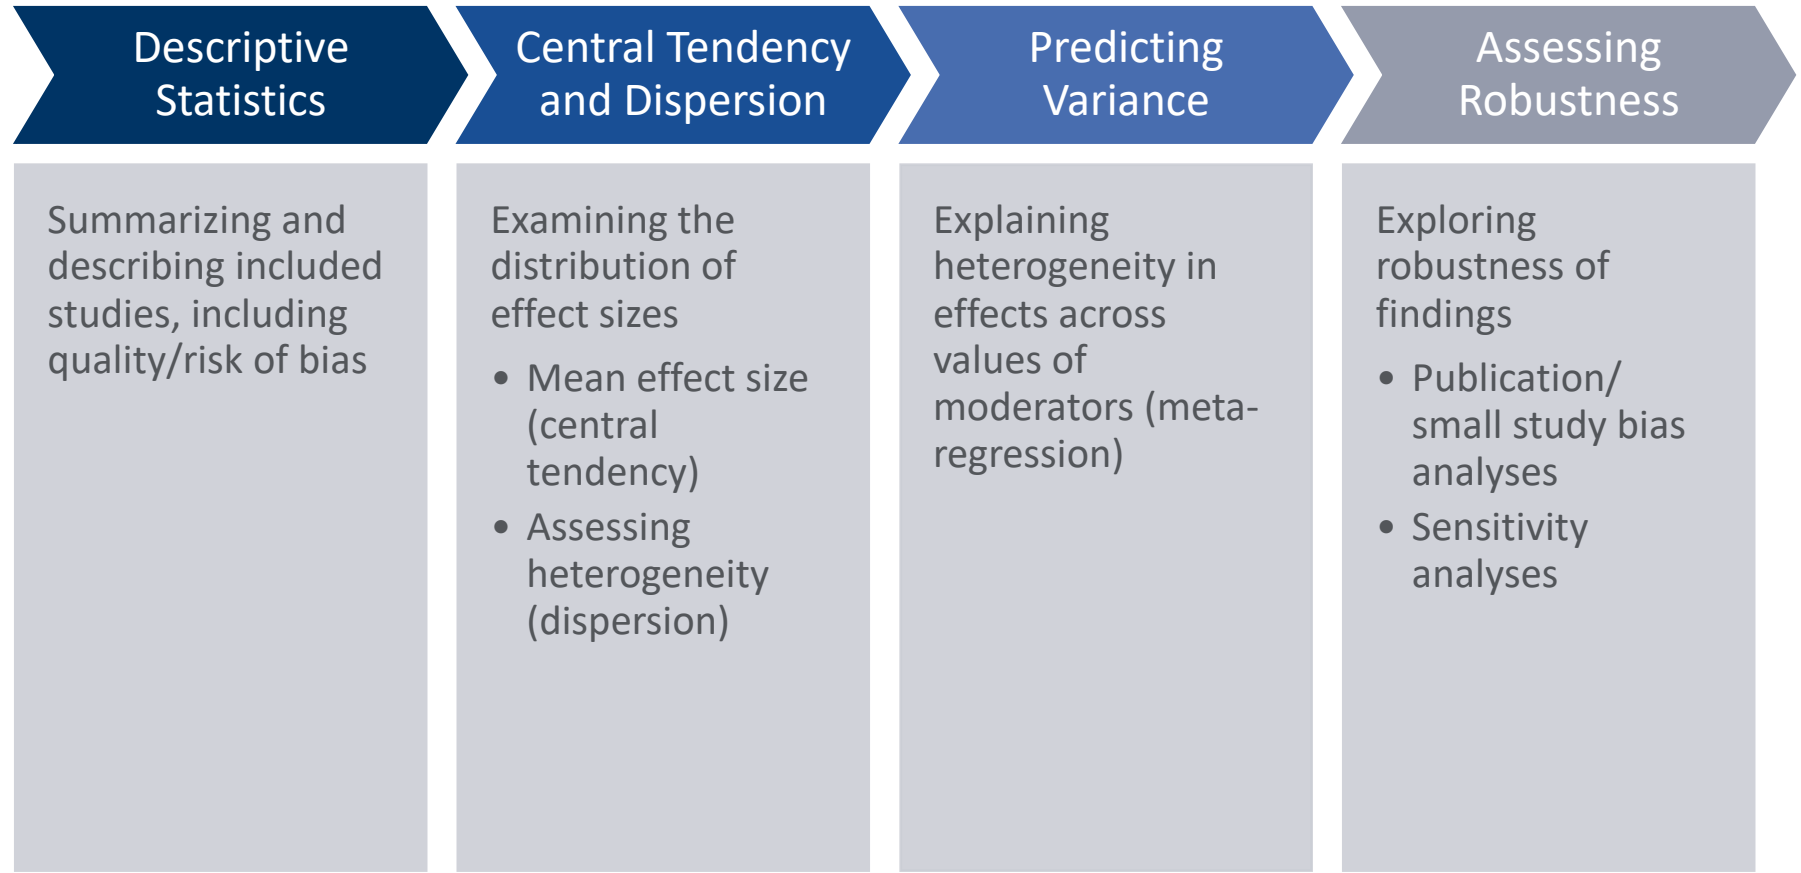 Descriptive
Statistics
Summarizing and
describing included
studies, including
quality/risk of bias
Central Tendency
and Dispersion
Examining the
distribution of
effect sizes
• Mean effect size
(central
tendency)
• Assessing
heterogeneity
(dispersion)
Predicting
Variance
Explaining
heterogeneity in
effects across
values of
moderators (meta-
regression)
Assessing
Robustness
Exploring
robustness of
findings
• Publication/
small study bias
analyses
• Sensitivity
analyses